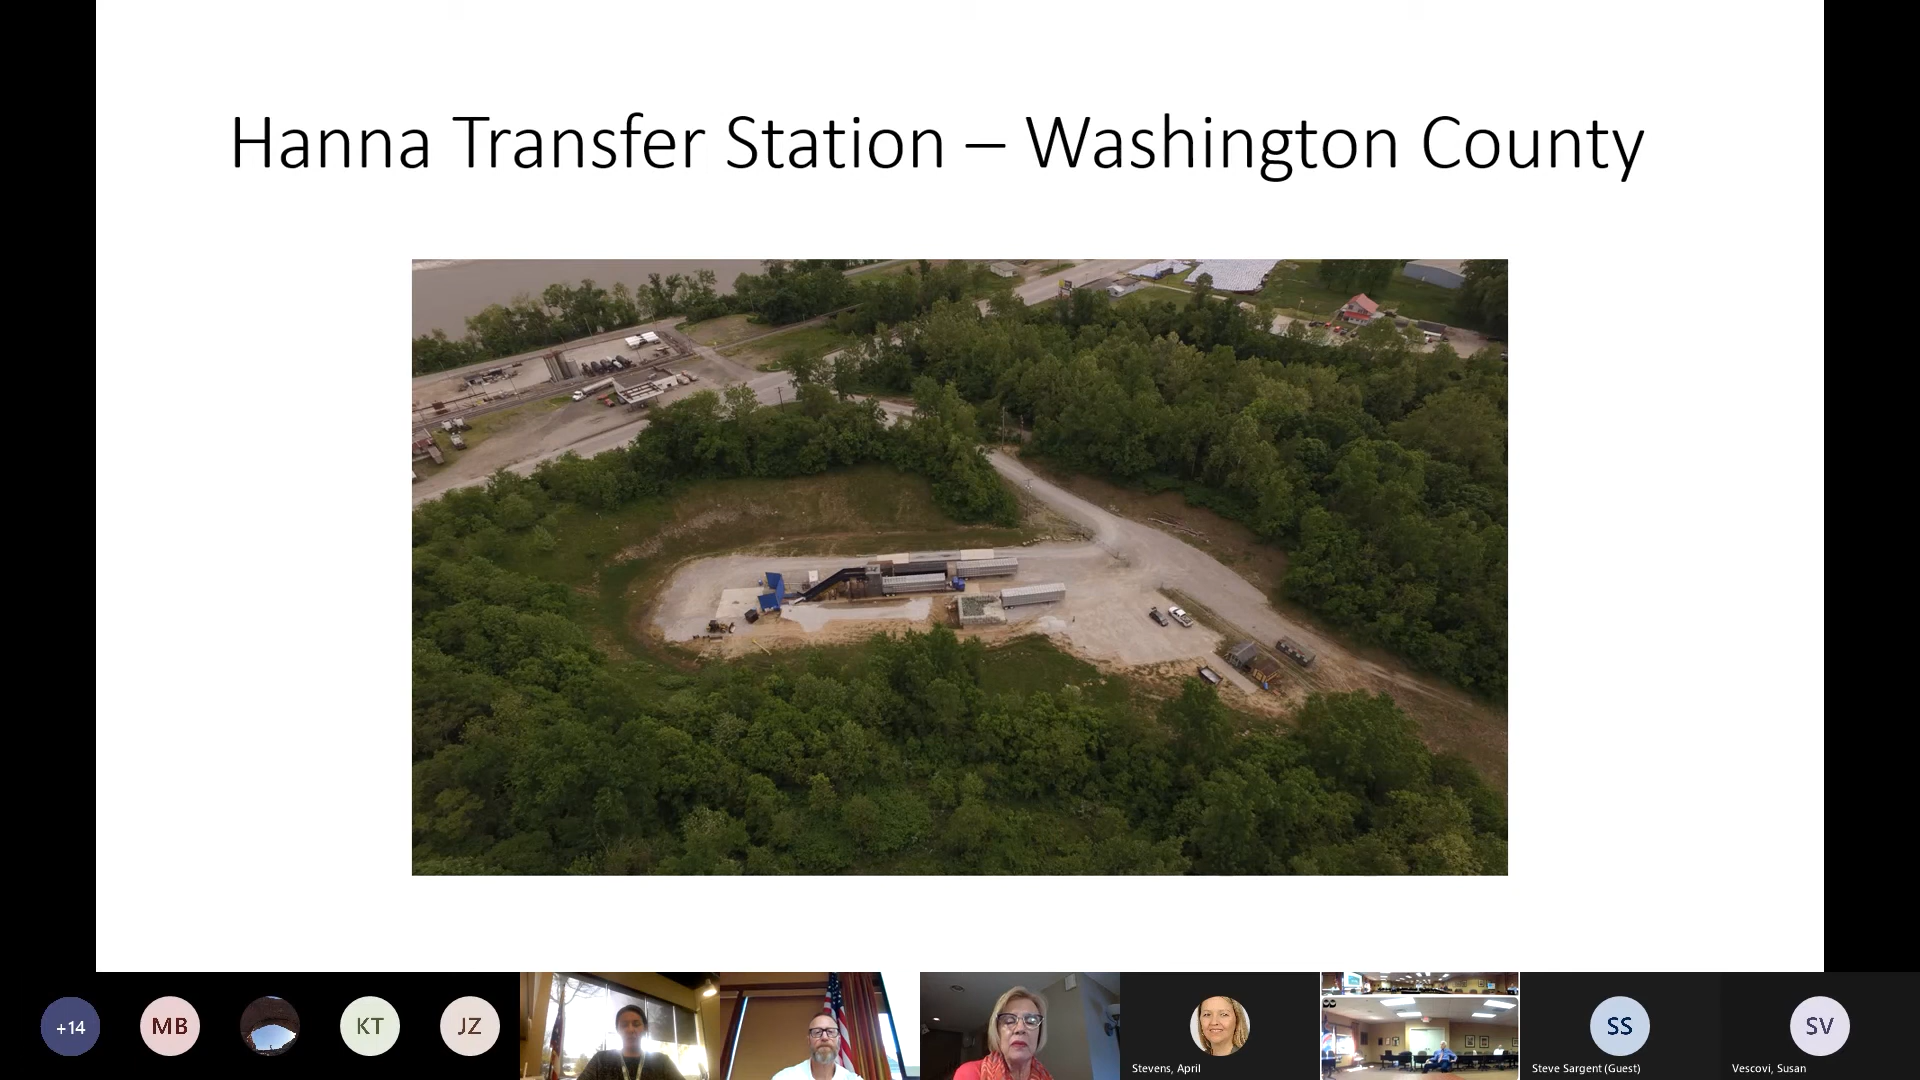 Hanna Transfer Station – Washington County
+14
MB
KT
JZ
Stevens, April
SS
Steve Sargent (Guest)
SV
Vescovi, Susan